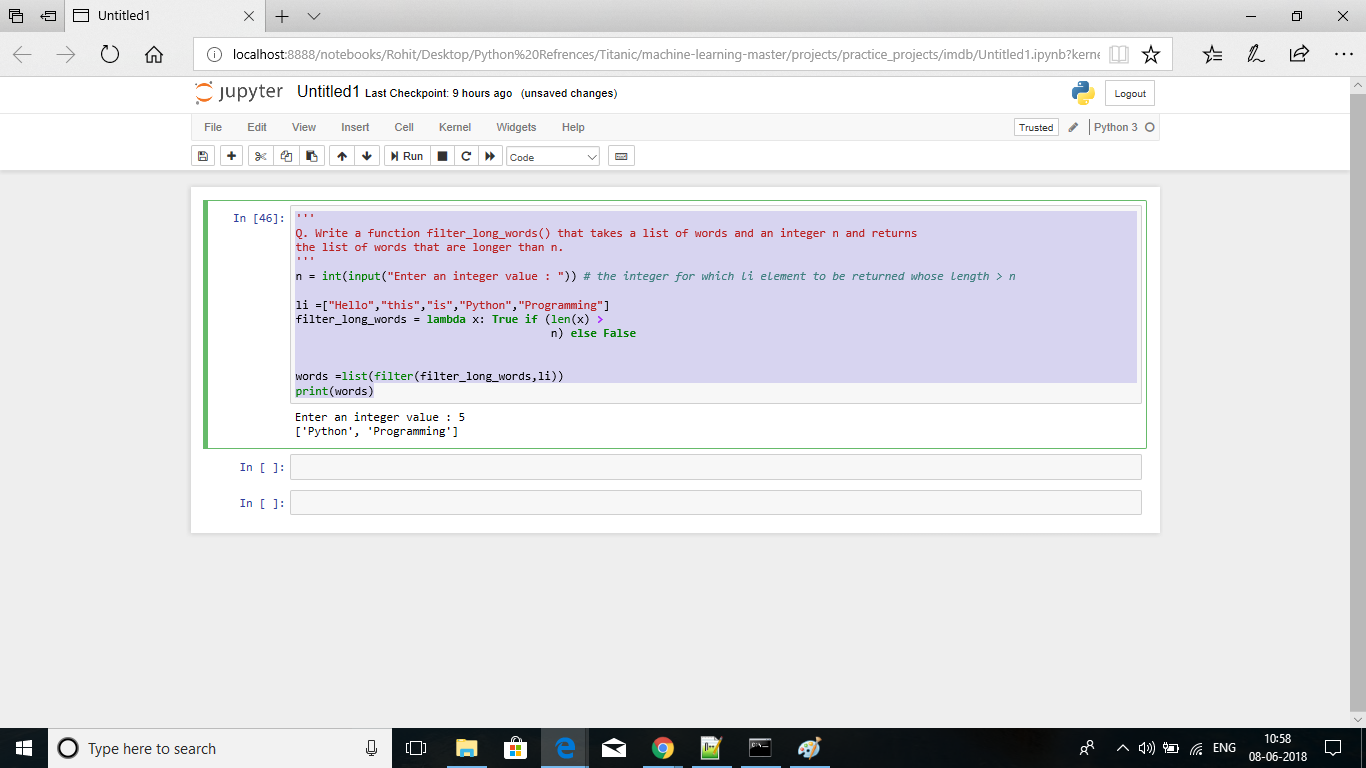 Untitled1
localhost:8888/notebooks/Rohit/Desktop/Python%20Refrences/Titanic/machine-learning-master/projects/practice_projects/imdb/Untitled1.ipynb?kerne
jupyter Untitled1 Last Checkpoint: 9 hours ago (unsaved changes)
Logout
File Edit View Insert Cell Kernel Widgets Help
Trusted Python 3
Run Code
In [46]: '''
Q. Write a function filter_long_words() that takes a list of words and an integer n and returns
the list of words that are longer than n.
'''
n = int(input("Enter an integer value : ")) # the integer for which li element to be returned whose length > n
li =["Hello","this","is","Python","Programming"]
filter_long_words = lambda x: True if (len(x) >
n) else False
words =list(filter(filter_long_words,li))
print(words)
Enter an integer value : 5
['Python', 'Programming']
In [ ]:
In [ ]:
Type here to search
ENG
10:58
08-06-2018